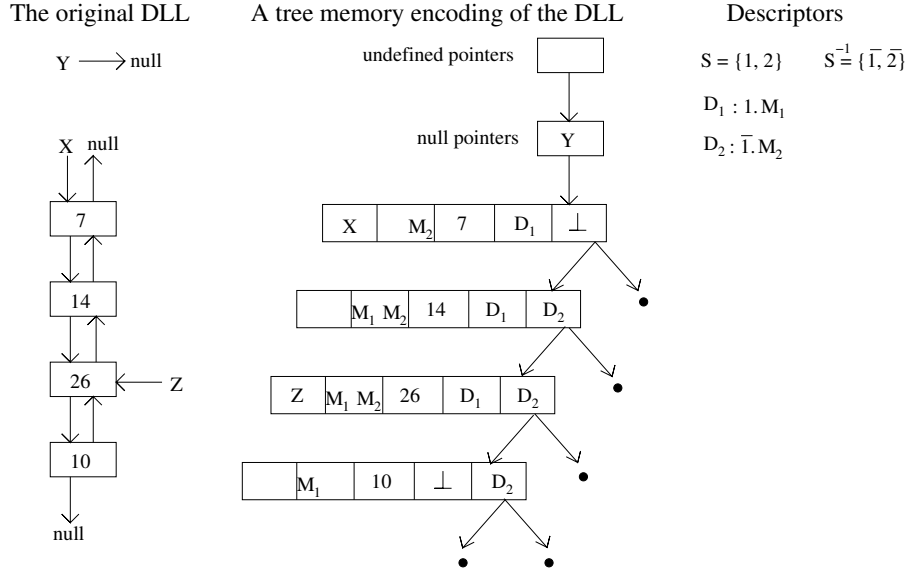 The original DLL
A tree memory encoding of the DLL
Descriptors
Y null
undefined pointers
S = {1, 2} S⁻¹= {1̅, 2̅}
D₁ : 1.M₁
null pointers Y
D₂ : 1̅.M₂
X null
7
X M₂ 7 D₁ ⊥
14
M₁ M₂ 14 D₁ D₂
26 Z
Z M₁ M₂ 26 D₁ D₂
10
M₁ 10 ⊥ D₂
null